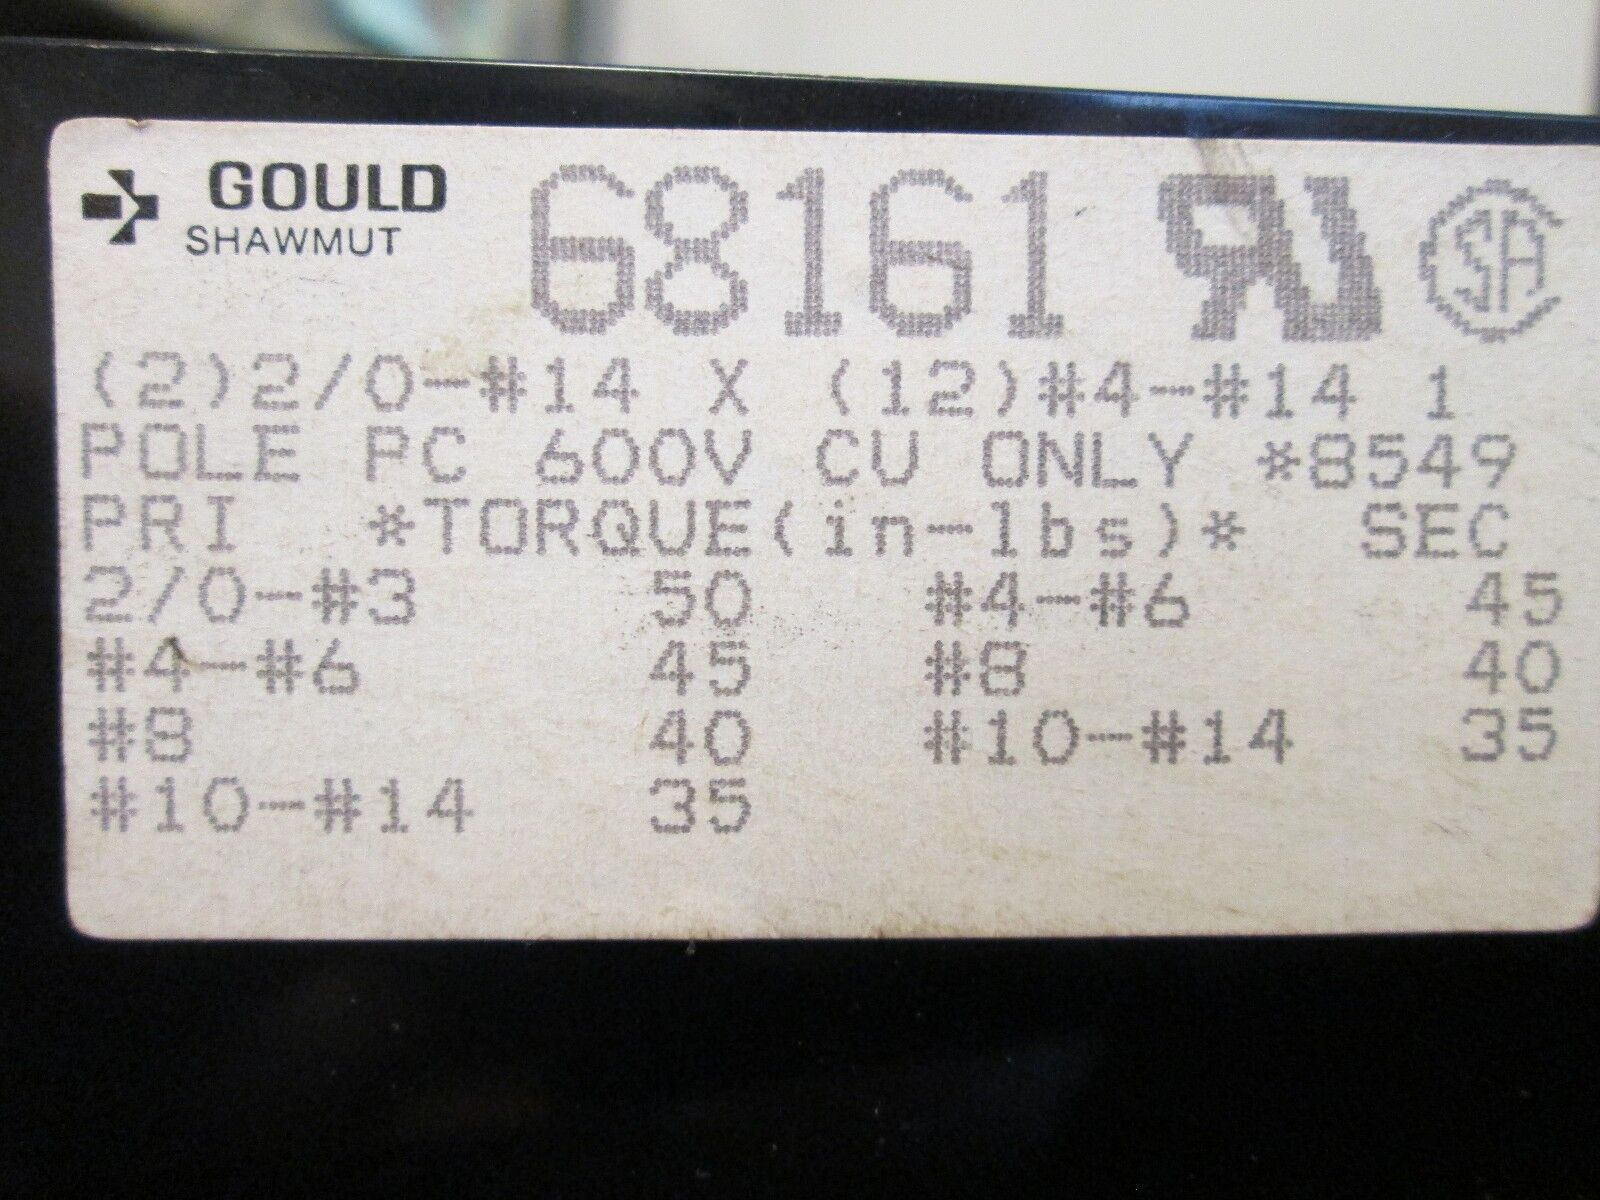 GOULD
SHAWMUT
68161
(2)2/0-#14 X (12)#4-#14 1
POLE PC 600V CU ONLY *8549
PRI *TORQUE(in-lbs)* SEC
2/0-#3 50 #4-#6 45
#4-#6 45 #8 40
#8 40 #10-#14 35
#10-#14 35